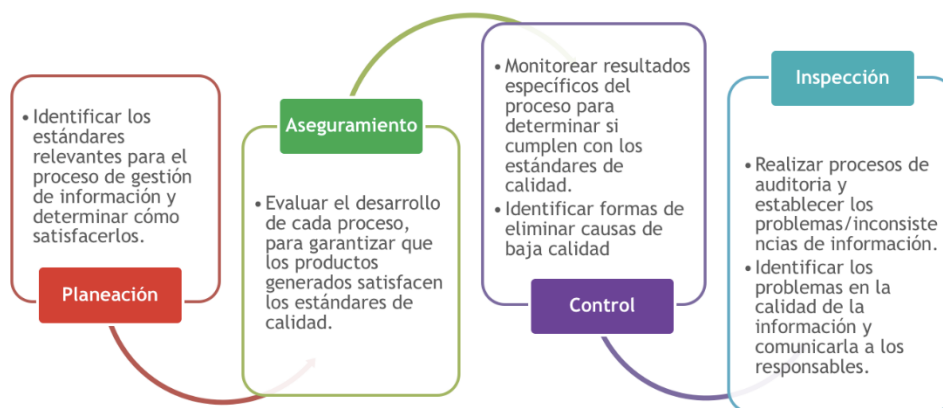 • Identificar los
estándares
relevantes para el
proceso de gestión
de información y
determinar cómo
satisfacerlos.
Planeación
Aseguramiento
• Evaluar el desarrollo
de cada proceso,
para garantizar que
los productos
generados satisfacen
los estándares de
calidad.
• Monitorear resultados
específicos del
proceso para
determinar si
cumplen con los
estándares de
calidad.
• Identificar formas de
eliminar causas de
baja calidad
Control
Inspección
• Realizar procesos de
auditoria y
establecer los
problemas/inconsiste
ncias de información.
• Identificar los
problemas en la
calidad de la
información y
comunicarla a los
responsables.